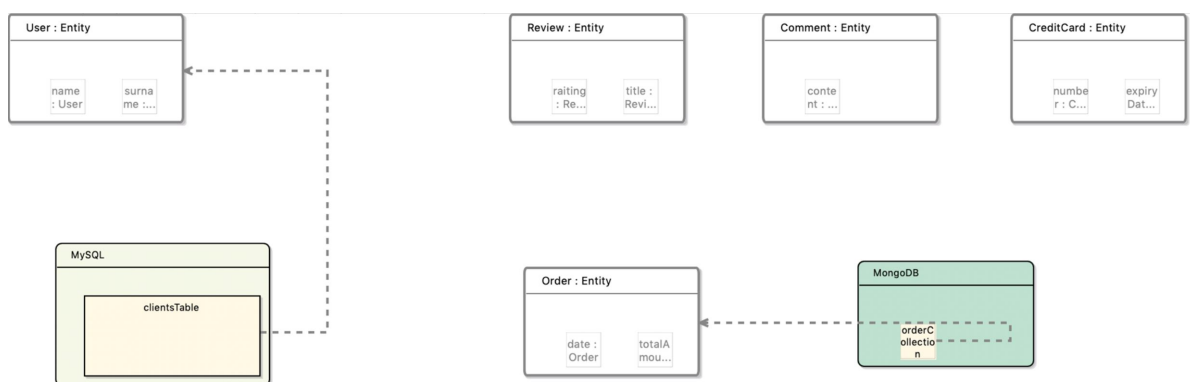 User : Entity
name
: User
surna
me :...
Review : Entity
raiting
: Re...
title :
Revi...
Comment : Entity
conte
nt : ...
CreditCard : Entity
numbe
r : C...
expiry
Dat...
MySQL
clientsTable
Order : Entity
date :
Order
totalA
mou...
MongoDB
orderC
ollectio
n